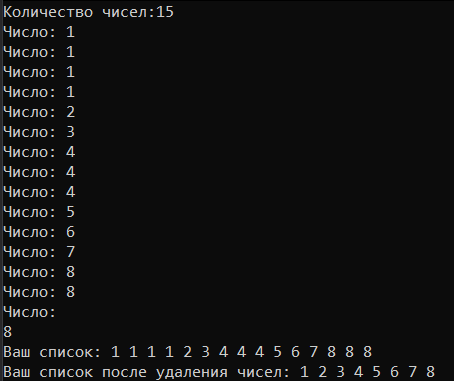 Количество чисел:15
Число: 1
Число: 1
Число: 1
Число: 1
Число: 2
Число: 3
Число: 4
Число: 4
Число: 4
Число: 5
Число: 6
Число: 7
Число: 8
Число: 8
Число:
8
Ваш список: 1 1 1 1 2 3 4 4 4 5 6 7 8 8 8
Ваш список после удаления чисел: 1 2 3 4 5 6 7 8